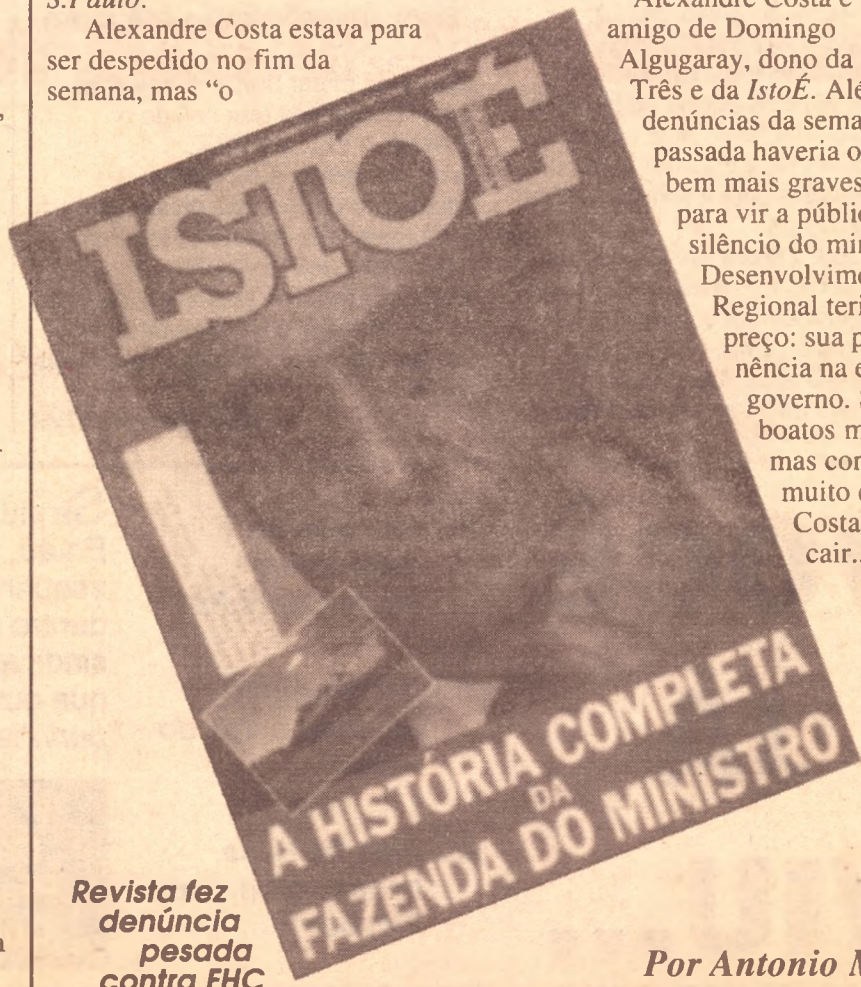 S.Paulo.
Alexandre Costa estava para
ser despedido no fim da
semana, mas “o
ISTOÉ
A HISTÓRIA COMPLETA
DA
FAZENDA DO MINISTRO
Revista fez
denúncia
pesada
contra FHC
Alexandre Costa é
amigo de Domingo
Algugaray, dono da
Três e da IstoÉ. Alé
denúncias da sema
passada haveria o
bem mais graves
para vir a públic
silêncio do min
Desenvolvime
Regional teri
preço: sua p
nência na e
governo.
boatos m
mas con
muito
Costa
cair..
Por Antonio M